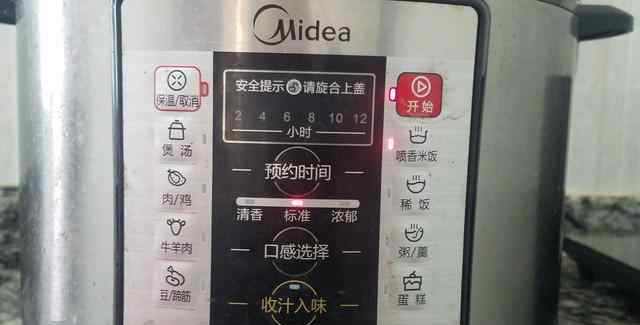 Midea
安全提示 请旋合上盖
2 4 6 8 10 12
小时
预约时间
清香 标准 浓郁
口感选择
收汁入味
保温/取消
煲汤
肉/鸡
牛羊肉
豆/蹄筋
开始
喷香米饭
稀饭
粥/羹
蛋糕